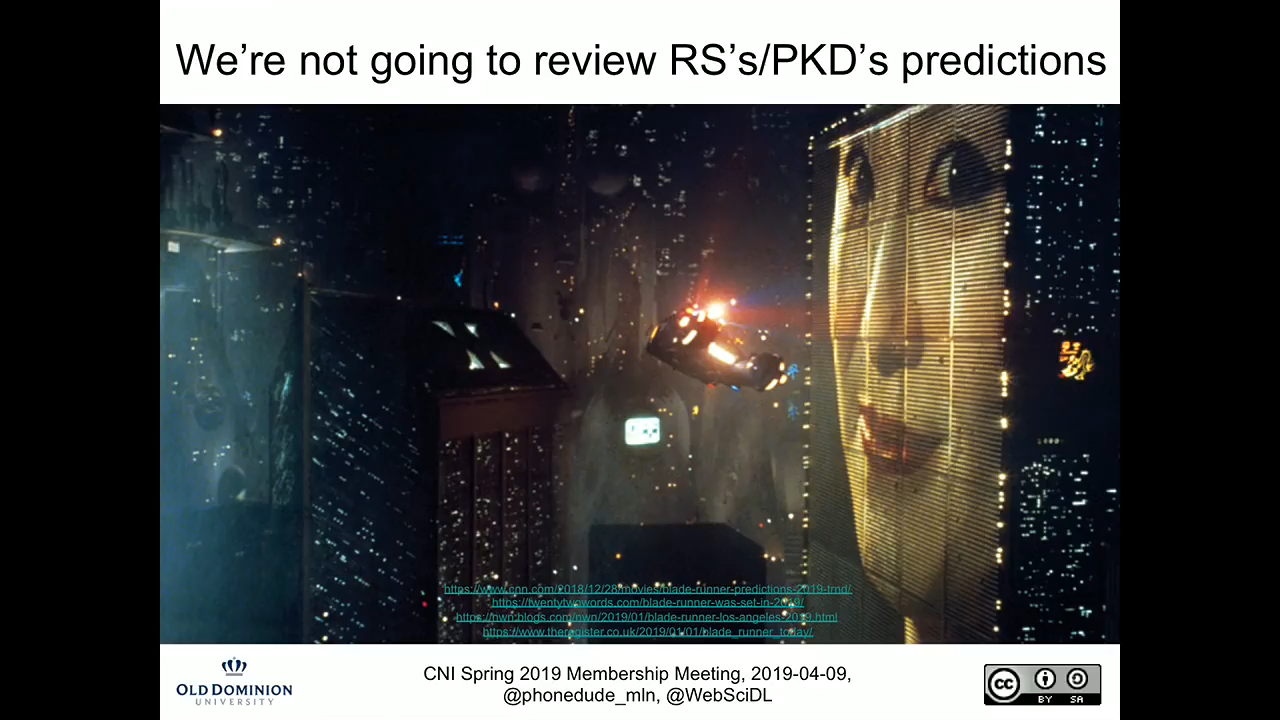 We're not going to review RS's/PKD's predictions
https://www.cnn.com/2018/12/28/movies/blade-runner-predictions-2019-trnd/
https://twentytwowords.com/blade-runner-was-set-in-2019/
https://nwn.blogs.com/nwn/2019/01/blade-runner-los-angeles-2019.html
https://www.theregister.co.uk/2019/01/01/blade_runner_today/
OLD DOMINION
UNIVERSITY
CNI Spring 2019 Membership Meeting, 2019-04-09,
@phonedude_mln, @WebSciDL
CC
BY SA